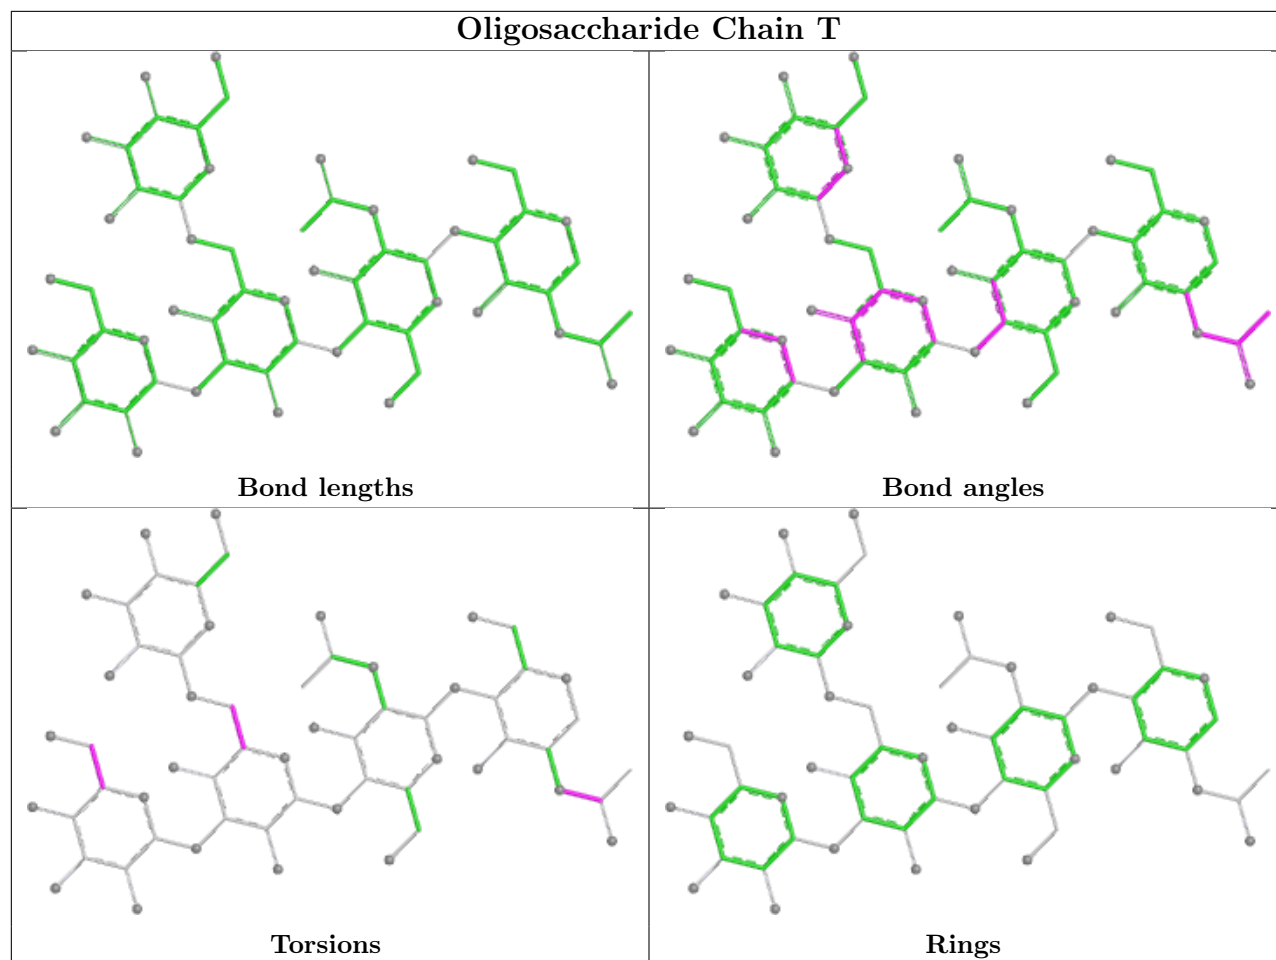 Oligosaccharide Chain T
Bond lengths
Bond angles
Torsions
Rings